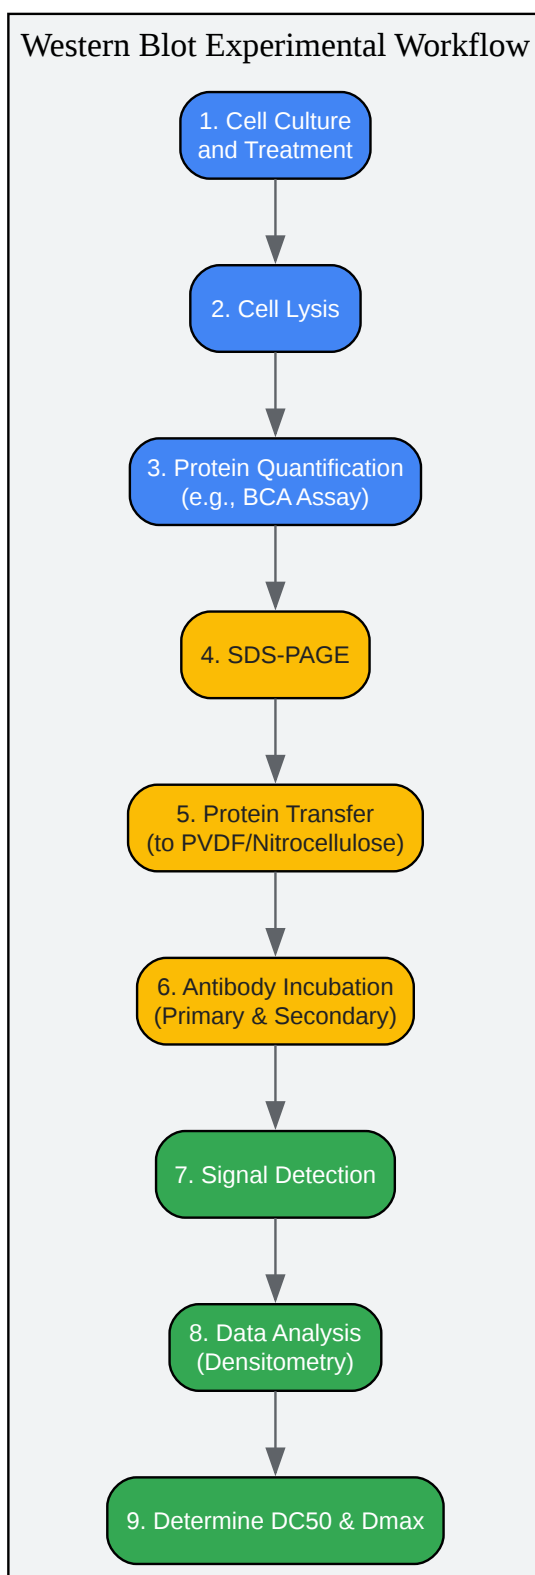 Western Blot Experimental Workflow
1. Cell Culture
and Treatment
2. Cell Lysis
3. Protein Quantification
(e.g., BCA Assay)
4. SDS-PAGE
5. Protein Transfer
(to PVDF/Nitrocellulose)
6. Antibody Incubation
(Primary & Secondary)
7. Signal Detection
8. Data Analysis
(Densitometry)
9. Determine DC50 & Dmax